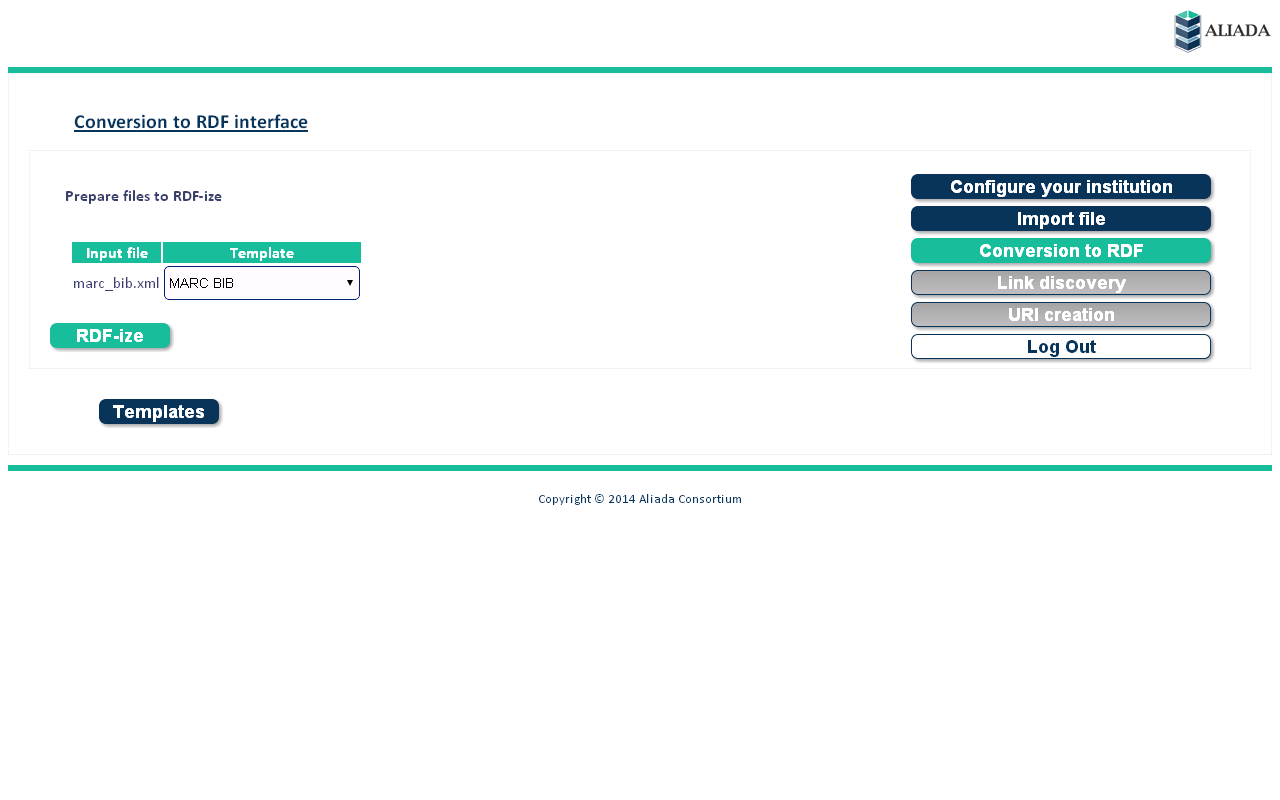 ALIADA
Conversion to RDF interface
Prepare files to RDF-ize
Input file Template
marc_bib.xml MARC BIB
RDF-ize
Configure your institution
Import file
Conversion to RDF
Link discovery
URI creation
Log Out
Templates
Copyright © 2014 Aliada Consortium